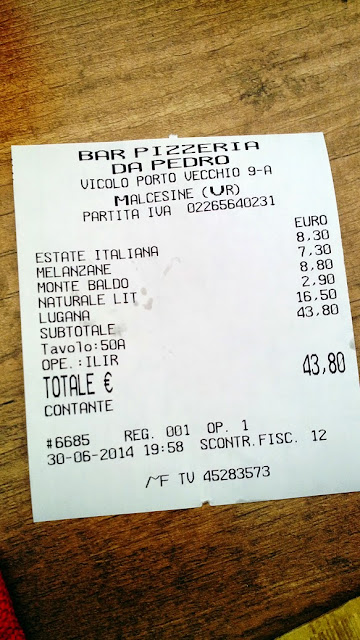 BAR PIZZERIA
DA PEDRO
VICOLO PORTO VECCHIO 9-A
MALCESINE (VR)
PARTITA IVA 02265640231
EURO
ESTATE ITALIANA 8,30
MELANZANE 7,30
MONTE BALDO 8,80
NATURALE LIT 2,90
LUGANA 16,50
SUBTOTALE 43,80
Tavolo:50A
OPE.:ILIR
TOTALE € 43,80
CONTANTE
#6685 REG. 001 OP. 1
30-06-2014 19:58 SCONTR.FISC. 12
MF TV 45283573